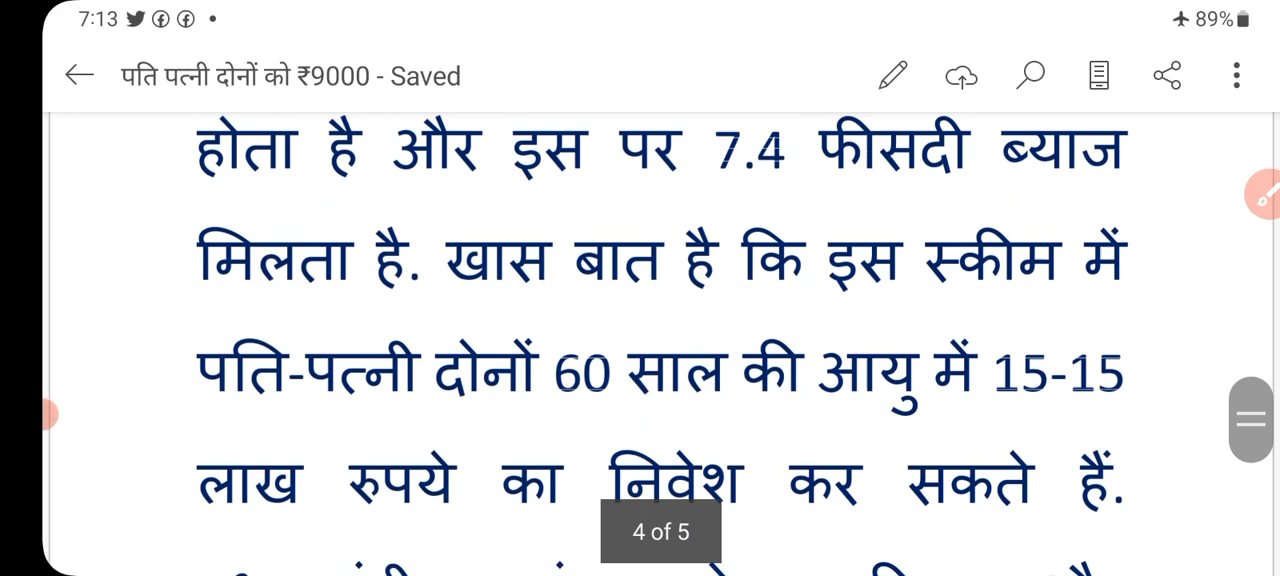 7:13 89%
पति पत्नी दोनों को ₹9000 - Saved
होता है और इस पर 7.4 फीसदी ब्याज
मिलता है. खास बात है कि इस स्कीम में
पति-पत्नी दोनों 60 साल की आयु में 15-15
लाख रुपये का निवेश कर सकते हैं.
4 of 5